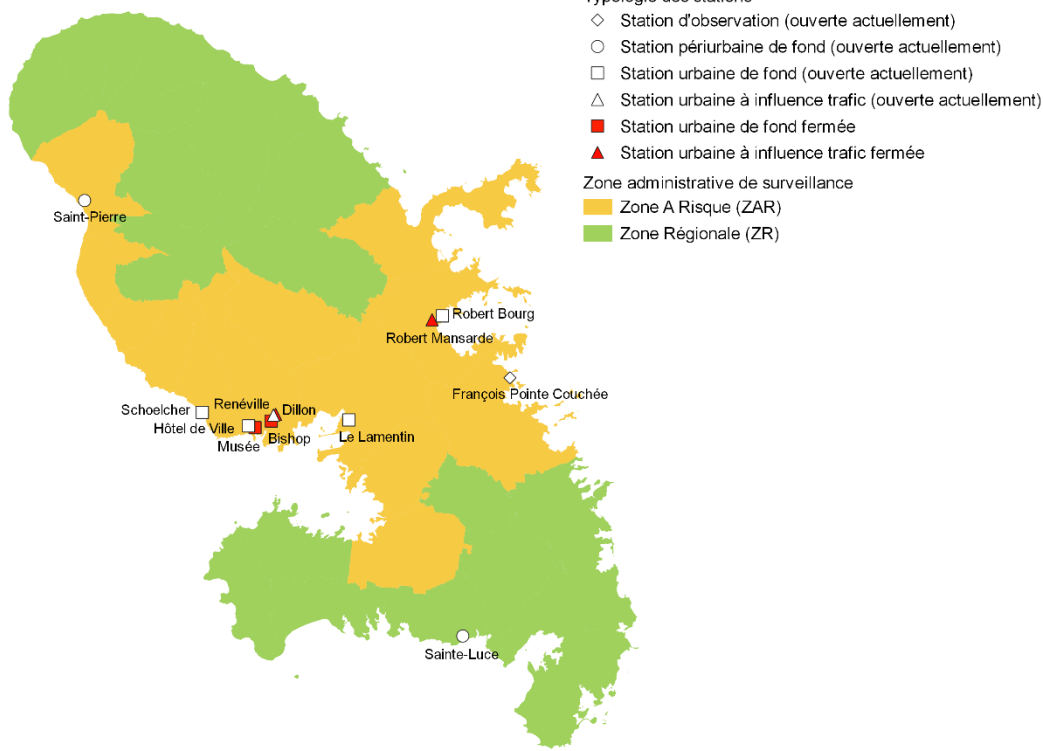 Typologie des stations
Station d'observation (ouverte actuellement)
Station périurbaine de fond (ouverte actuellement)
Station urbaine de fond (ouverte actuellement)
Station urbaine à influence trafic (ouverte actuellement)
Station urbaine de fond fermée
Station urbaine à influence trafic fermée
Zone administrative de surveillance
Zone A Risque (ZAR)
Zone Régionale (ZR)
Saint-Pierre
Robert Bourg
Robert Mansarde
François Pointe Couchée
Schoelcher
Renéville
Dillon
Hôtel de Ville
Musée
Bishop
Le Lamentin
Sainte-Luce